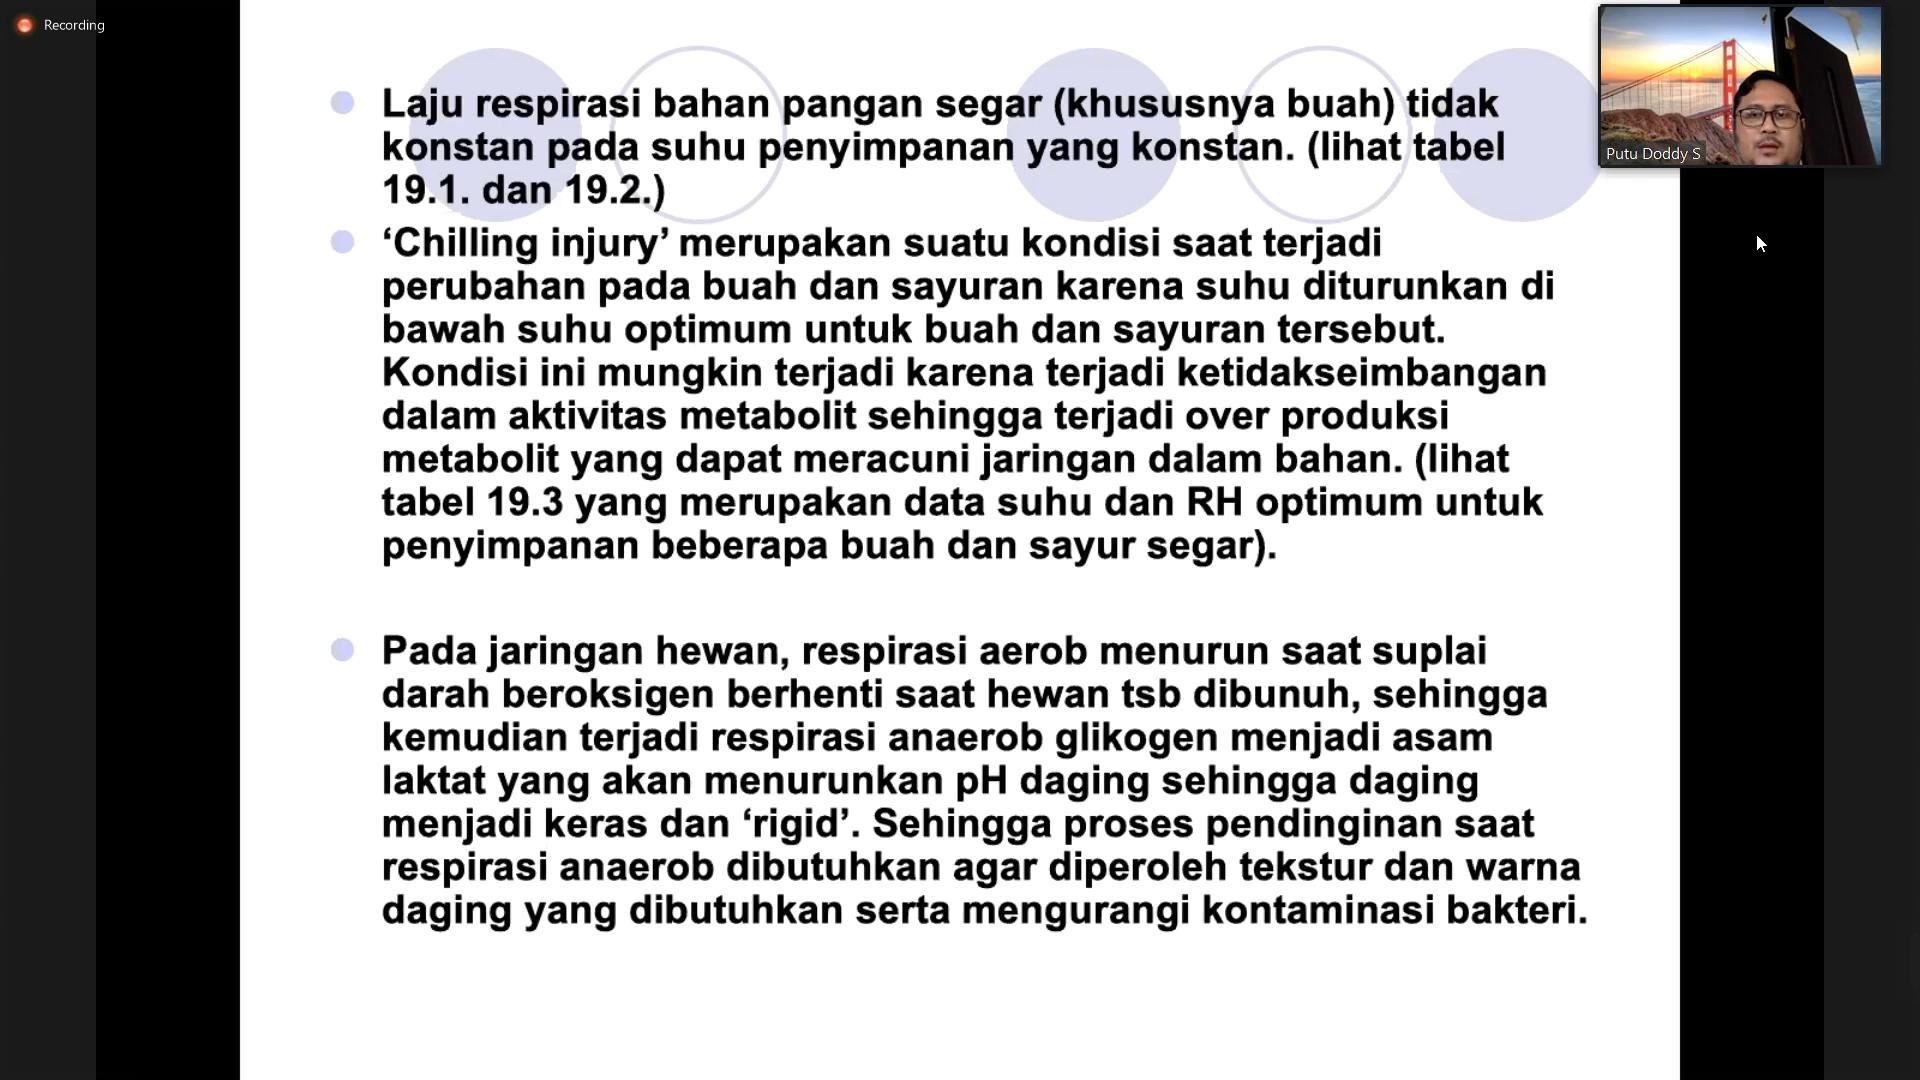 Recording
Laju respirasi bahan pangan segar (khususnya buah) tidak
konstan pada suhu penyimpanan yang konstan. (lihat tabel
19.1. dan 19.2.)
‘Chilling injury’ merupakan suatu kondisi saat terjadi
perubahan pada buah dan sayuran karena suhu diturunkan di
bawah suhu optimum untuk buah dan sayuran tersebut.
Kondisi ini mungkin terjadi karena terjadi ketidakseimbangan
dalam aktivitas metabolit sehingga terjadi over produksi
metabolit yang dapat meracuni jaringan dalam bahan. (lihat
tabel 19.3 yang merupakan data suhu dan RH optimum untuk
penyimpanan beberapa buah dan sayur segar).
Pada jaringan hewan, respirasi aerob menurun saat suplai
darah beroksigen berhenti saat hewan tsb dibunuh, sehingga
kemudian terjadi respirasi anaerob glikogen menjadi asam
laktat yang akan menurunkan pH daging sehingga daging
menjadi keras dan ‘rigid’. Sehingga proses pendinginan saat
respirasi anaerob dibutuhkan agar diperoleh tekstur dan warna
daging yang dibutuhkan serta mengurangi kontaminasi bakteri.
Putu Doddy S